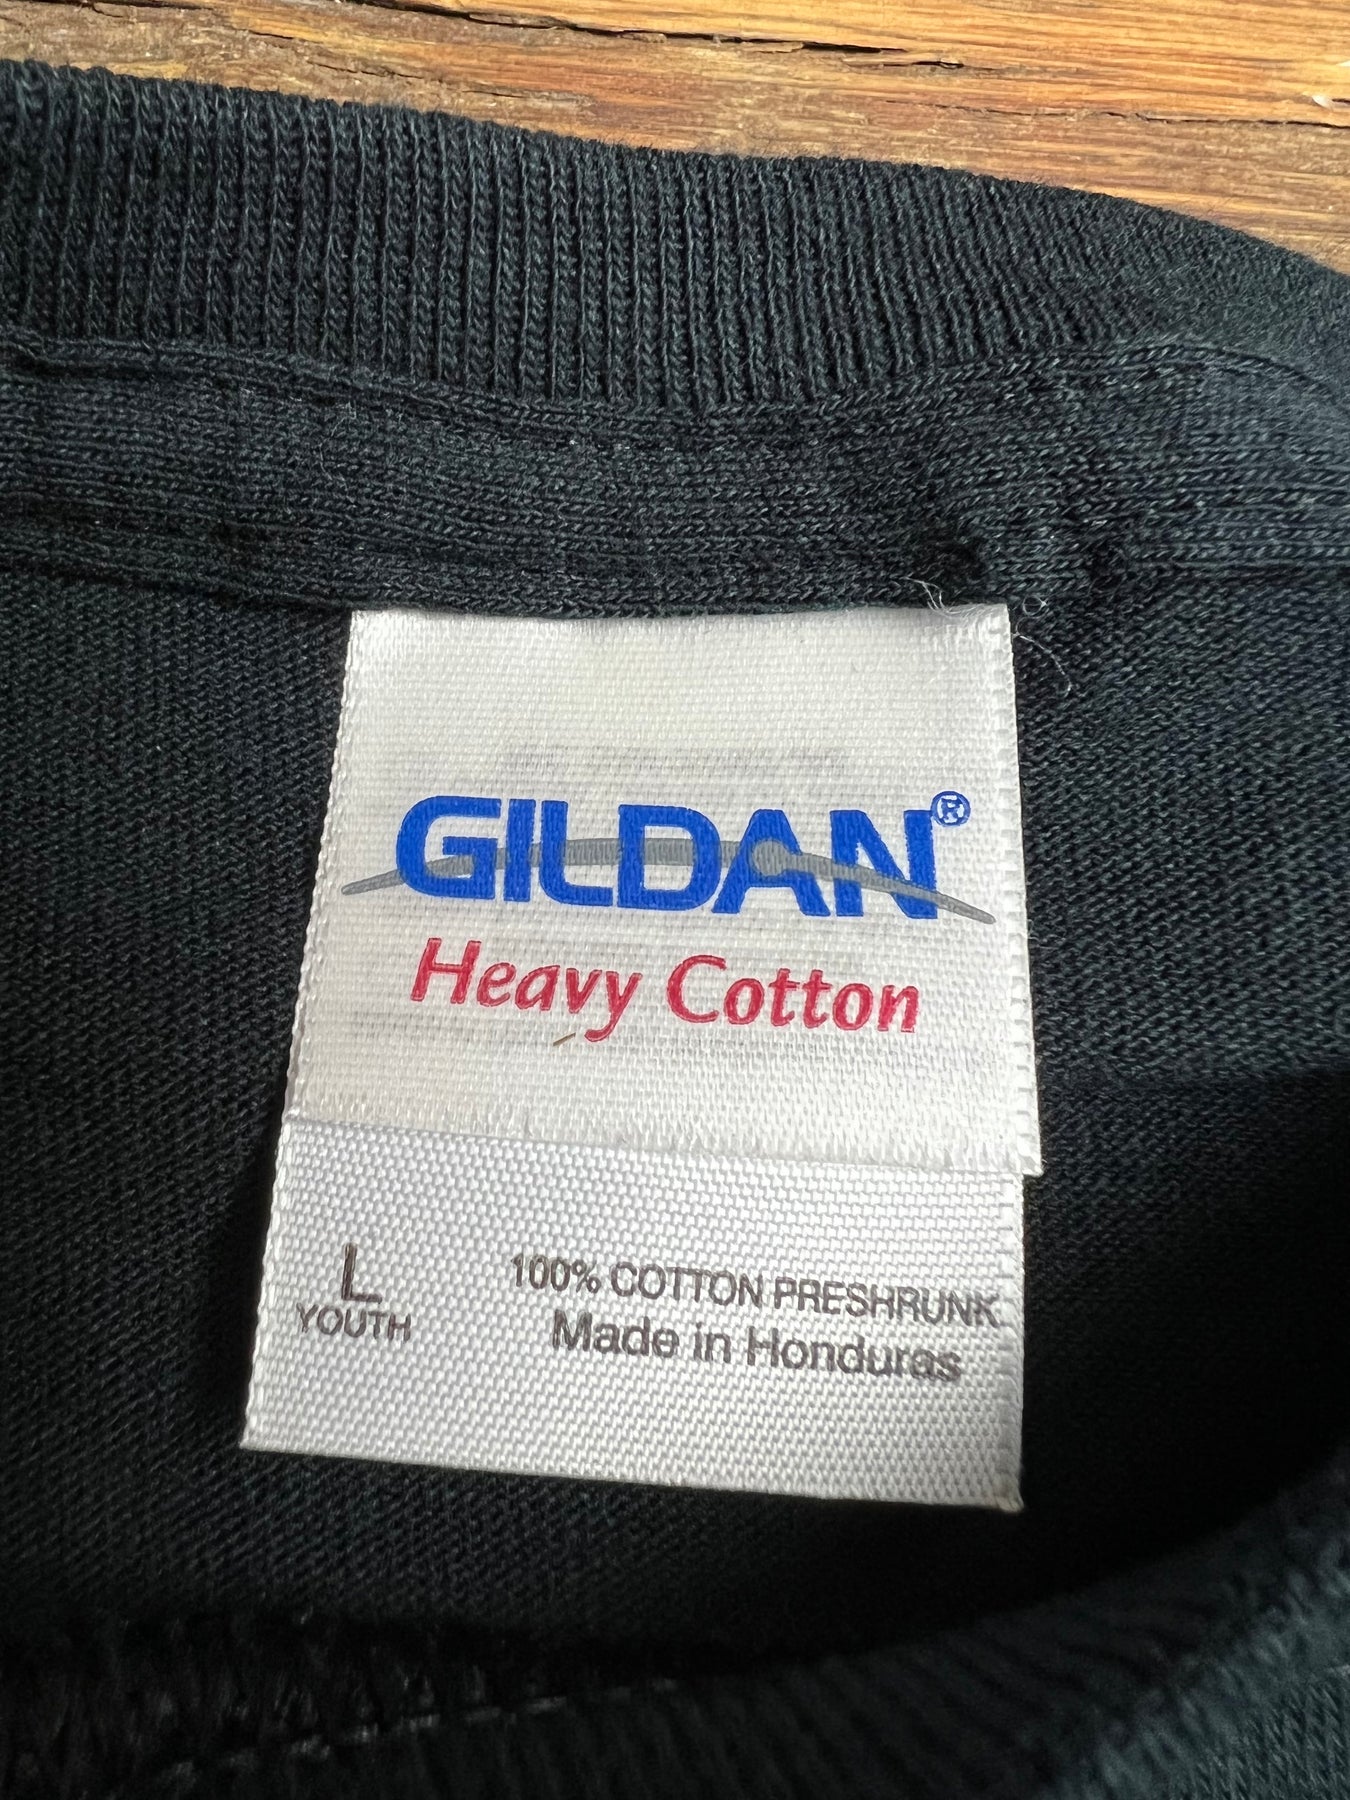 GILDAN®
Heavy Cotton
L
YOUTH
100% COTTON PRESHRUNK
Made in Honduras